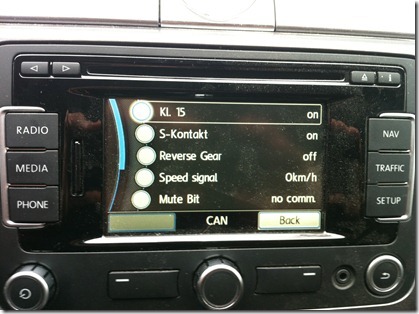 RADIO
MEDIA
PHONE
Kl. 15 on
S-Kontakt on
Reverse Gear off
Speed signal 0km/h
Mute Bit no comm.
CAN Back
NAV
TRAFFIC
SETUP